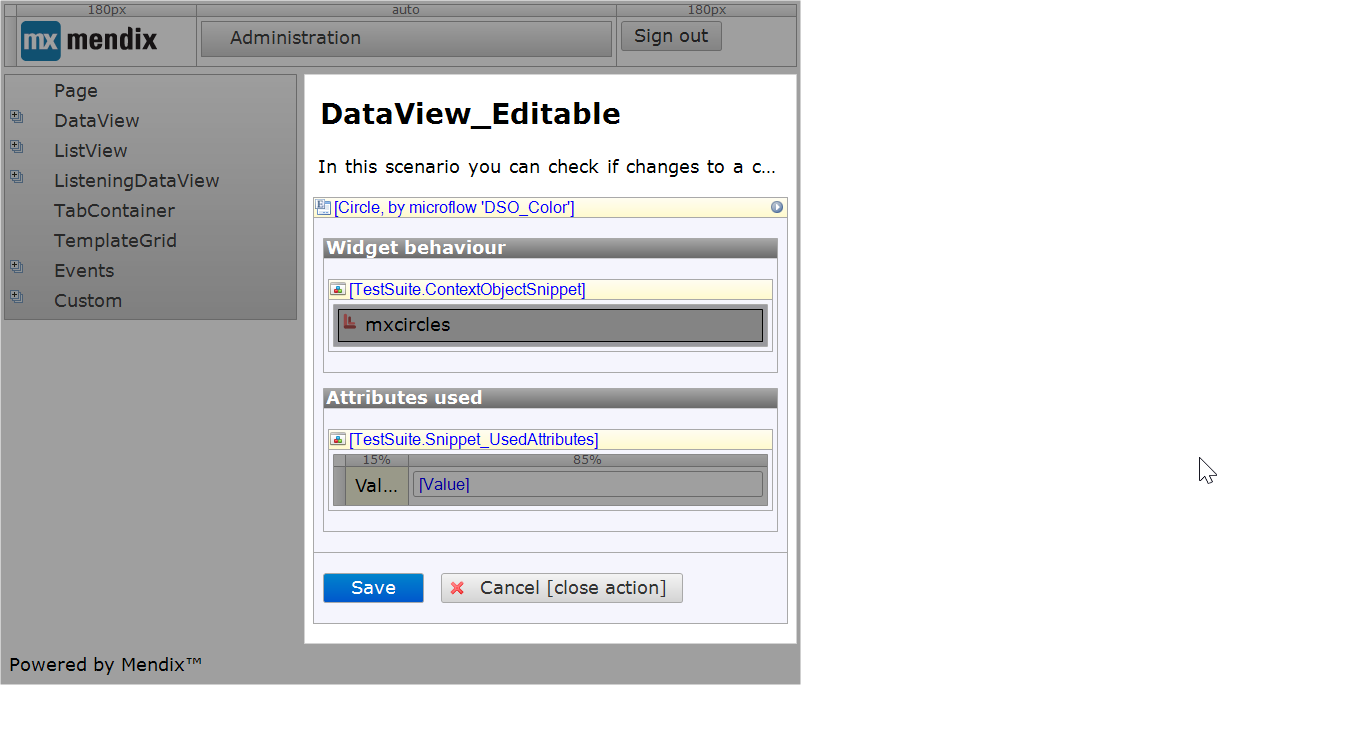 180px auto 180px
mx mendix Administration Sign out
Page
DataView
ListView
ListeningDataView
TabContainer
TemplateGrid
Events
Custom
DataView_Editable
In this scenario you can check if changes to a c...
[Circle, by microflow 'DSO_Color']
Widget behaviour
[TestSuite.ContextObjectSnippet]
mxcircles
Attributes used
[TestSuite.Snippet_UsedAttributes]
15% 85%
Val... [Value]
Save Cancel [close action]
Powered by Mendix™